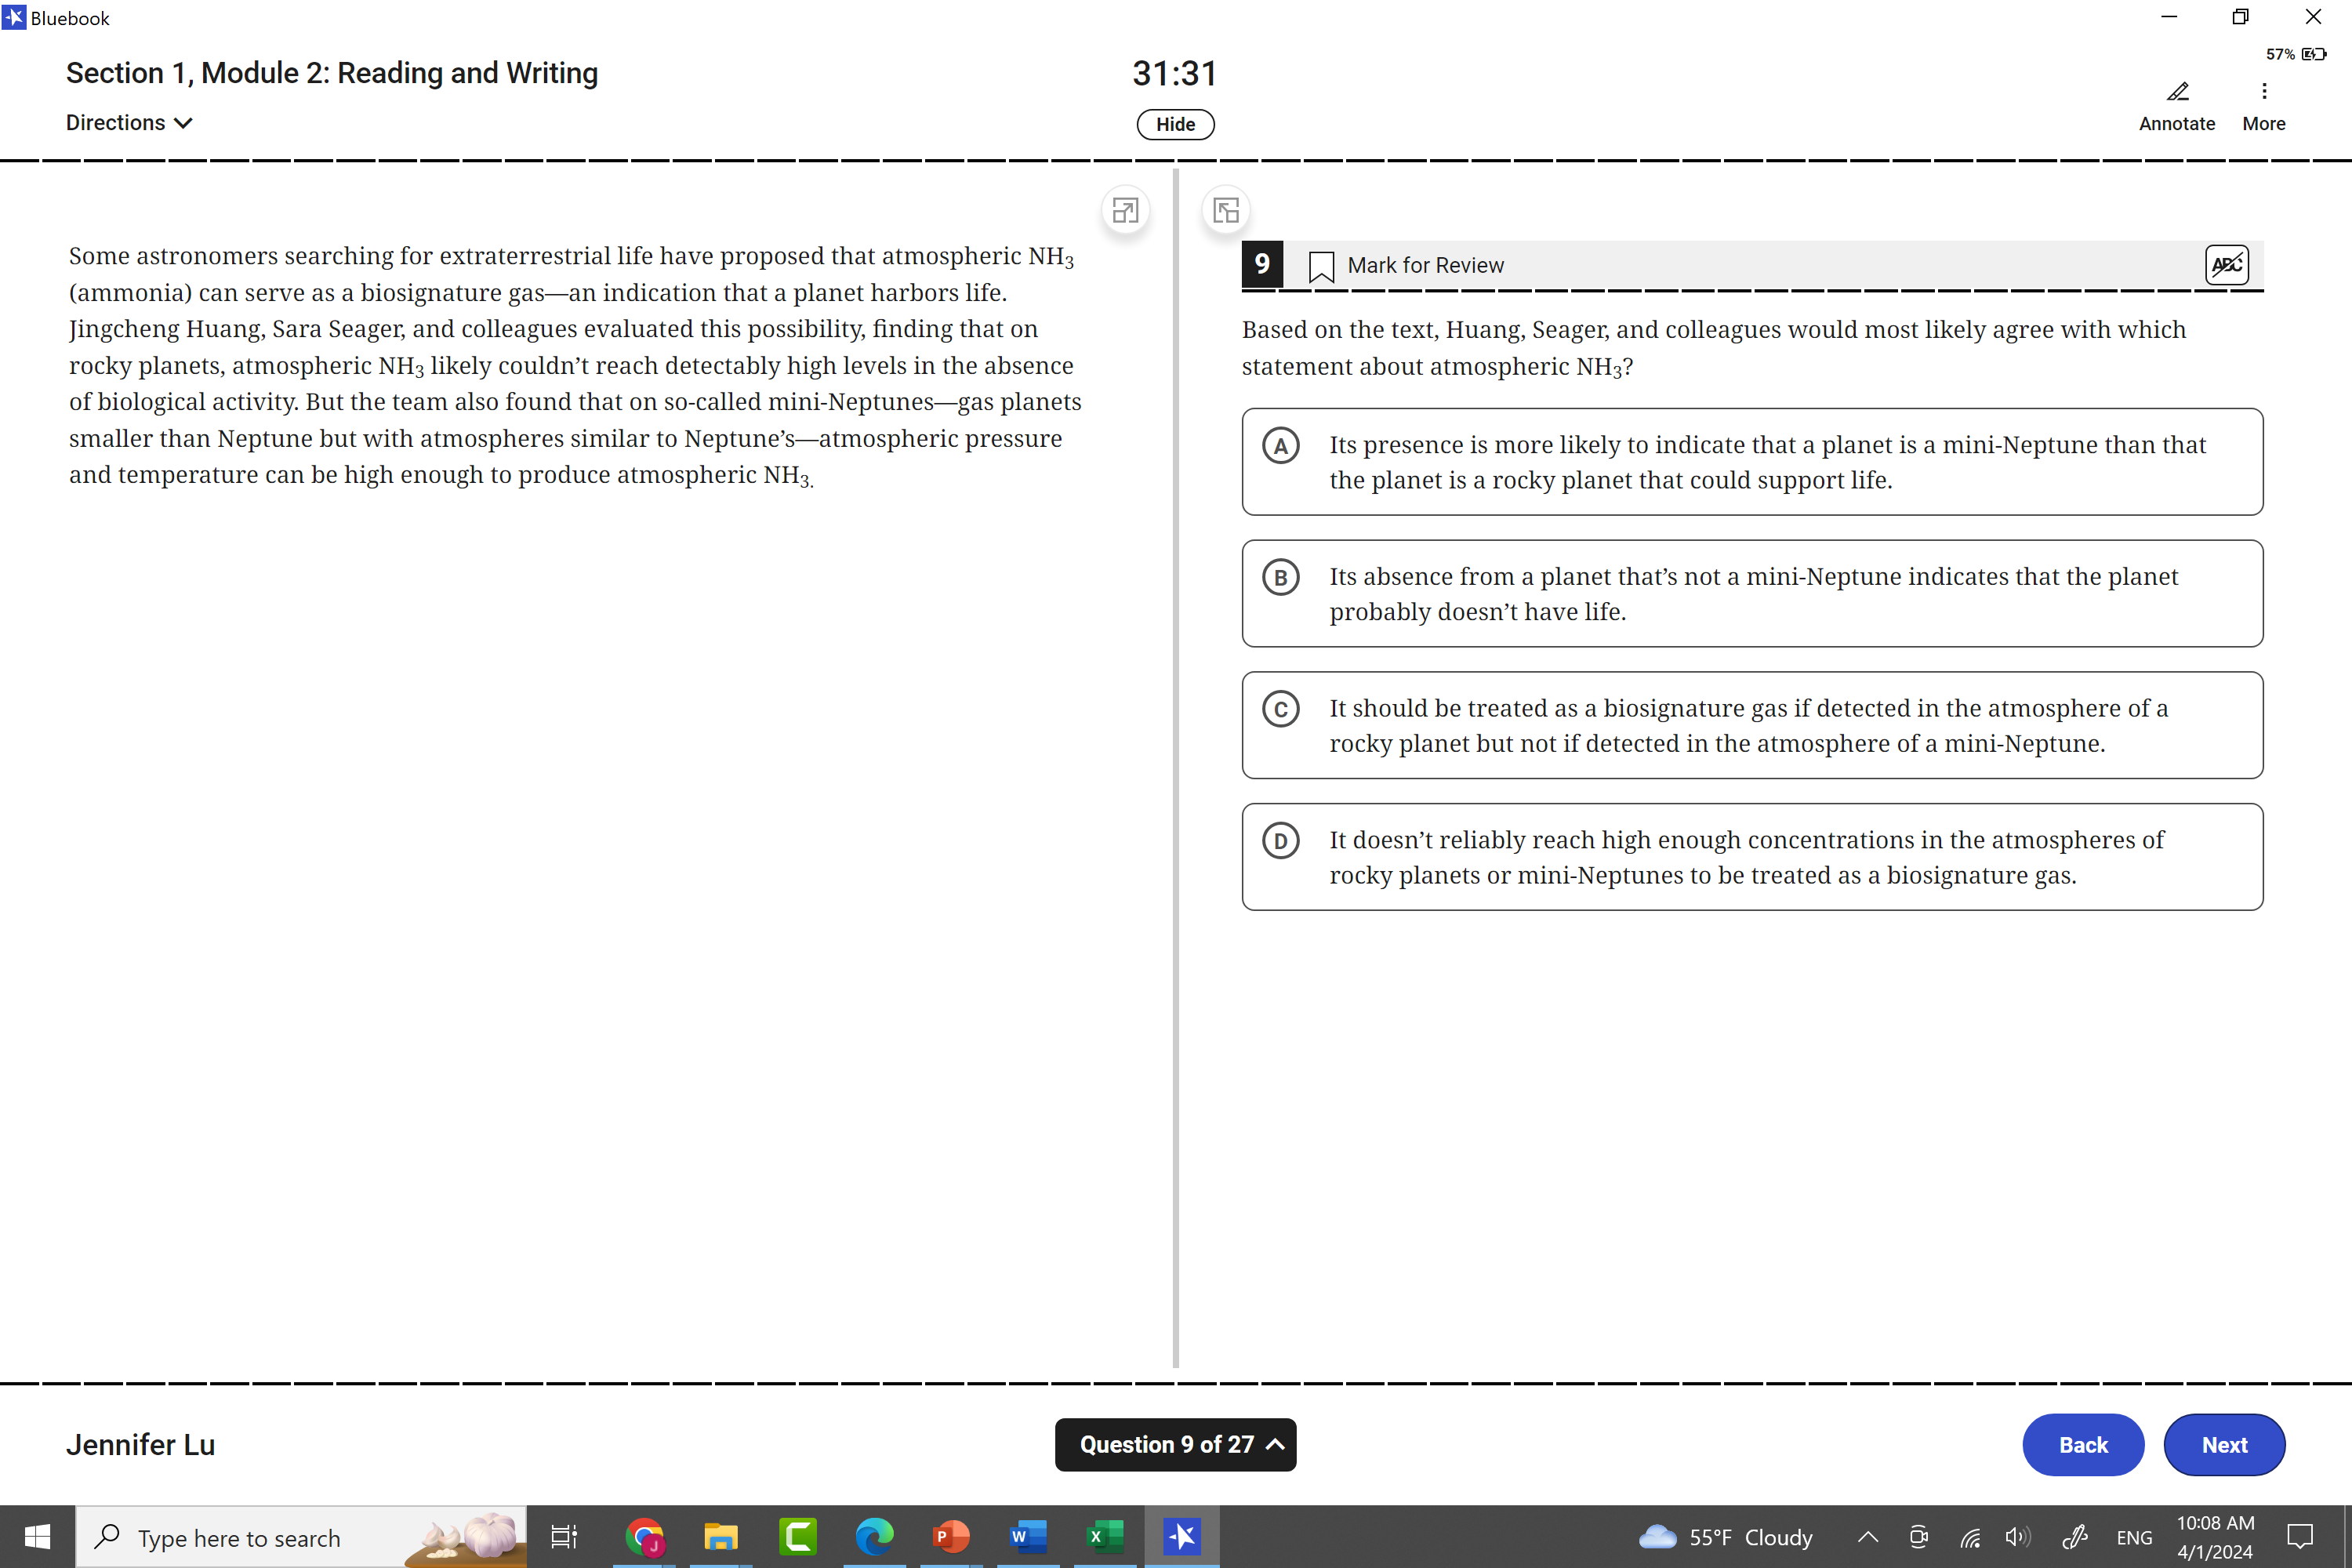 Bluebook
57%
Section 1, Module 2: Reading and Writing
31:31
Directions
Hide
Annotate
More
Some astronomers searching for extraterrestrial life have proposed that atmospheric NH3
(ammonia) can serve as a biosignature gas—an indication that a planet harbors life.
Jingcheng Huang, Sara Seager, and colleagues evaluated this possibility, finding that on
rocky planets, atmospheric NH3 likely couldn’t reach detectably high levels in the absence
of biological activity. But the team also found that on so-called mini-Neptunes—gas planets
smaller than Neptune but with atmospheres similar to Neptune’s—atmospheric pressure
and temperature can be high enough to produce atmospheric NH3.
9
Mark for Review
ABC
Based on the text, Huang, Seager, and colleagues would most likely agree with which
statement about atmospheric NH3?
A Its presence is more likely to indicate that a planet is a mini-Neptune than that
the planet is a rocky planet that could support life.
B Its absence from a planet that’s not a mini-Neptune indicates that the planet
probably doesn’t have life.
C It should be treated as a biosignature gas if detected in the atmosphere of a
rocky planet but not if detected in the atmosphere of a mini-Neptune.
D It doesn’t reliably reach high enough concentrations in the atmospheres of
rocky planets or mini-Neptunes to be treated as a biosignature gas.
Jennifer Lu
Question 9 of 27
Back
Next
Type here to search
J
P
W
X
55°F Cloudy
ENG
10:08 AM
4/1/2024